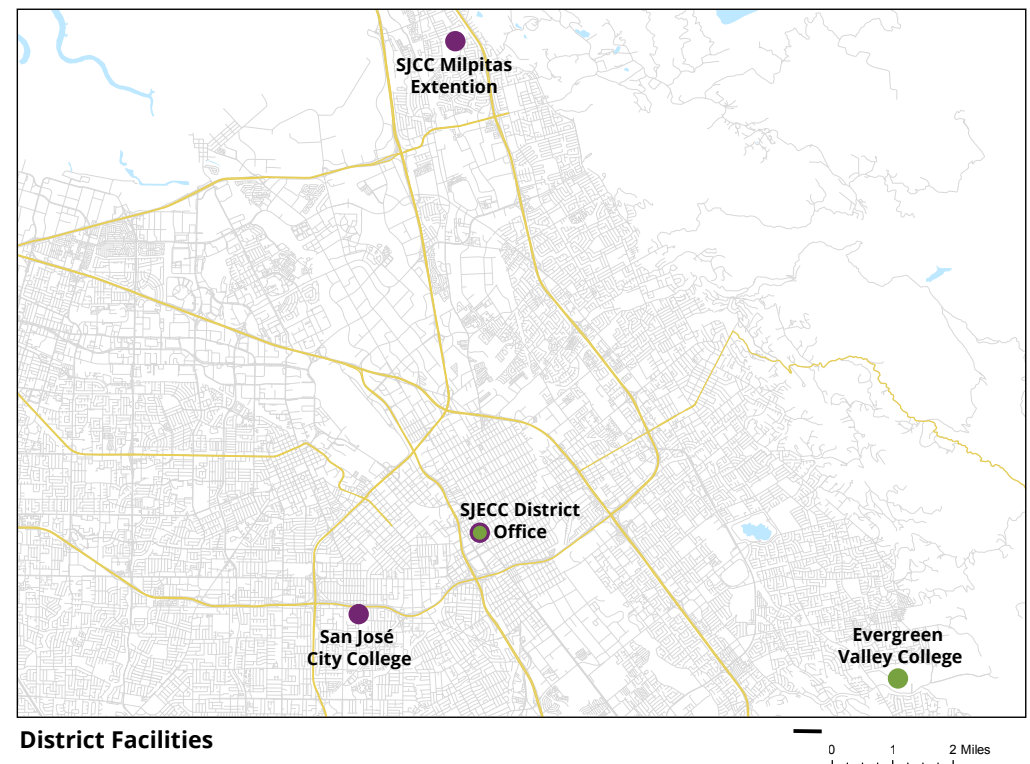 SJCC Milpitas
Extention
SJECC District
Office
San José
City College
Evergreen
Valley College
District Facilities
0 1 2 Miles